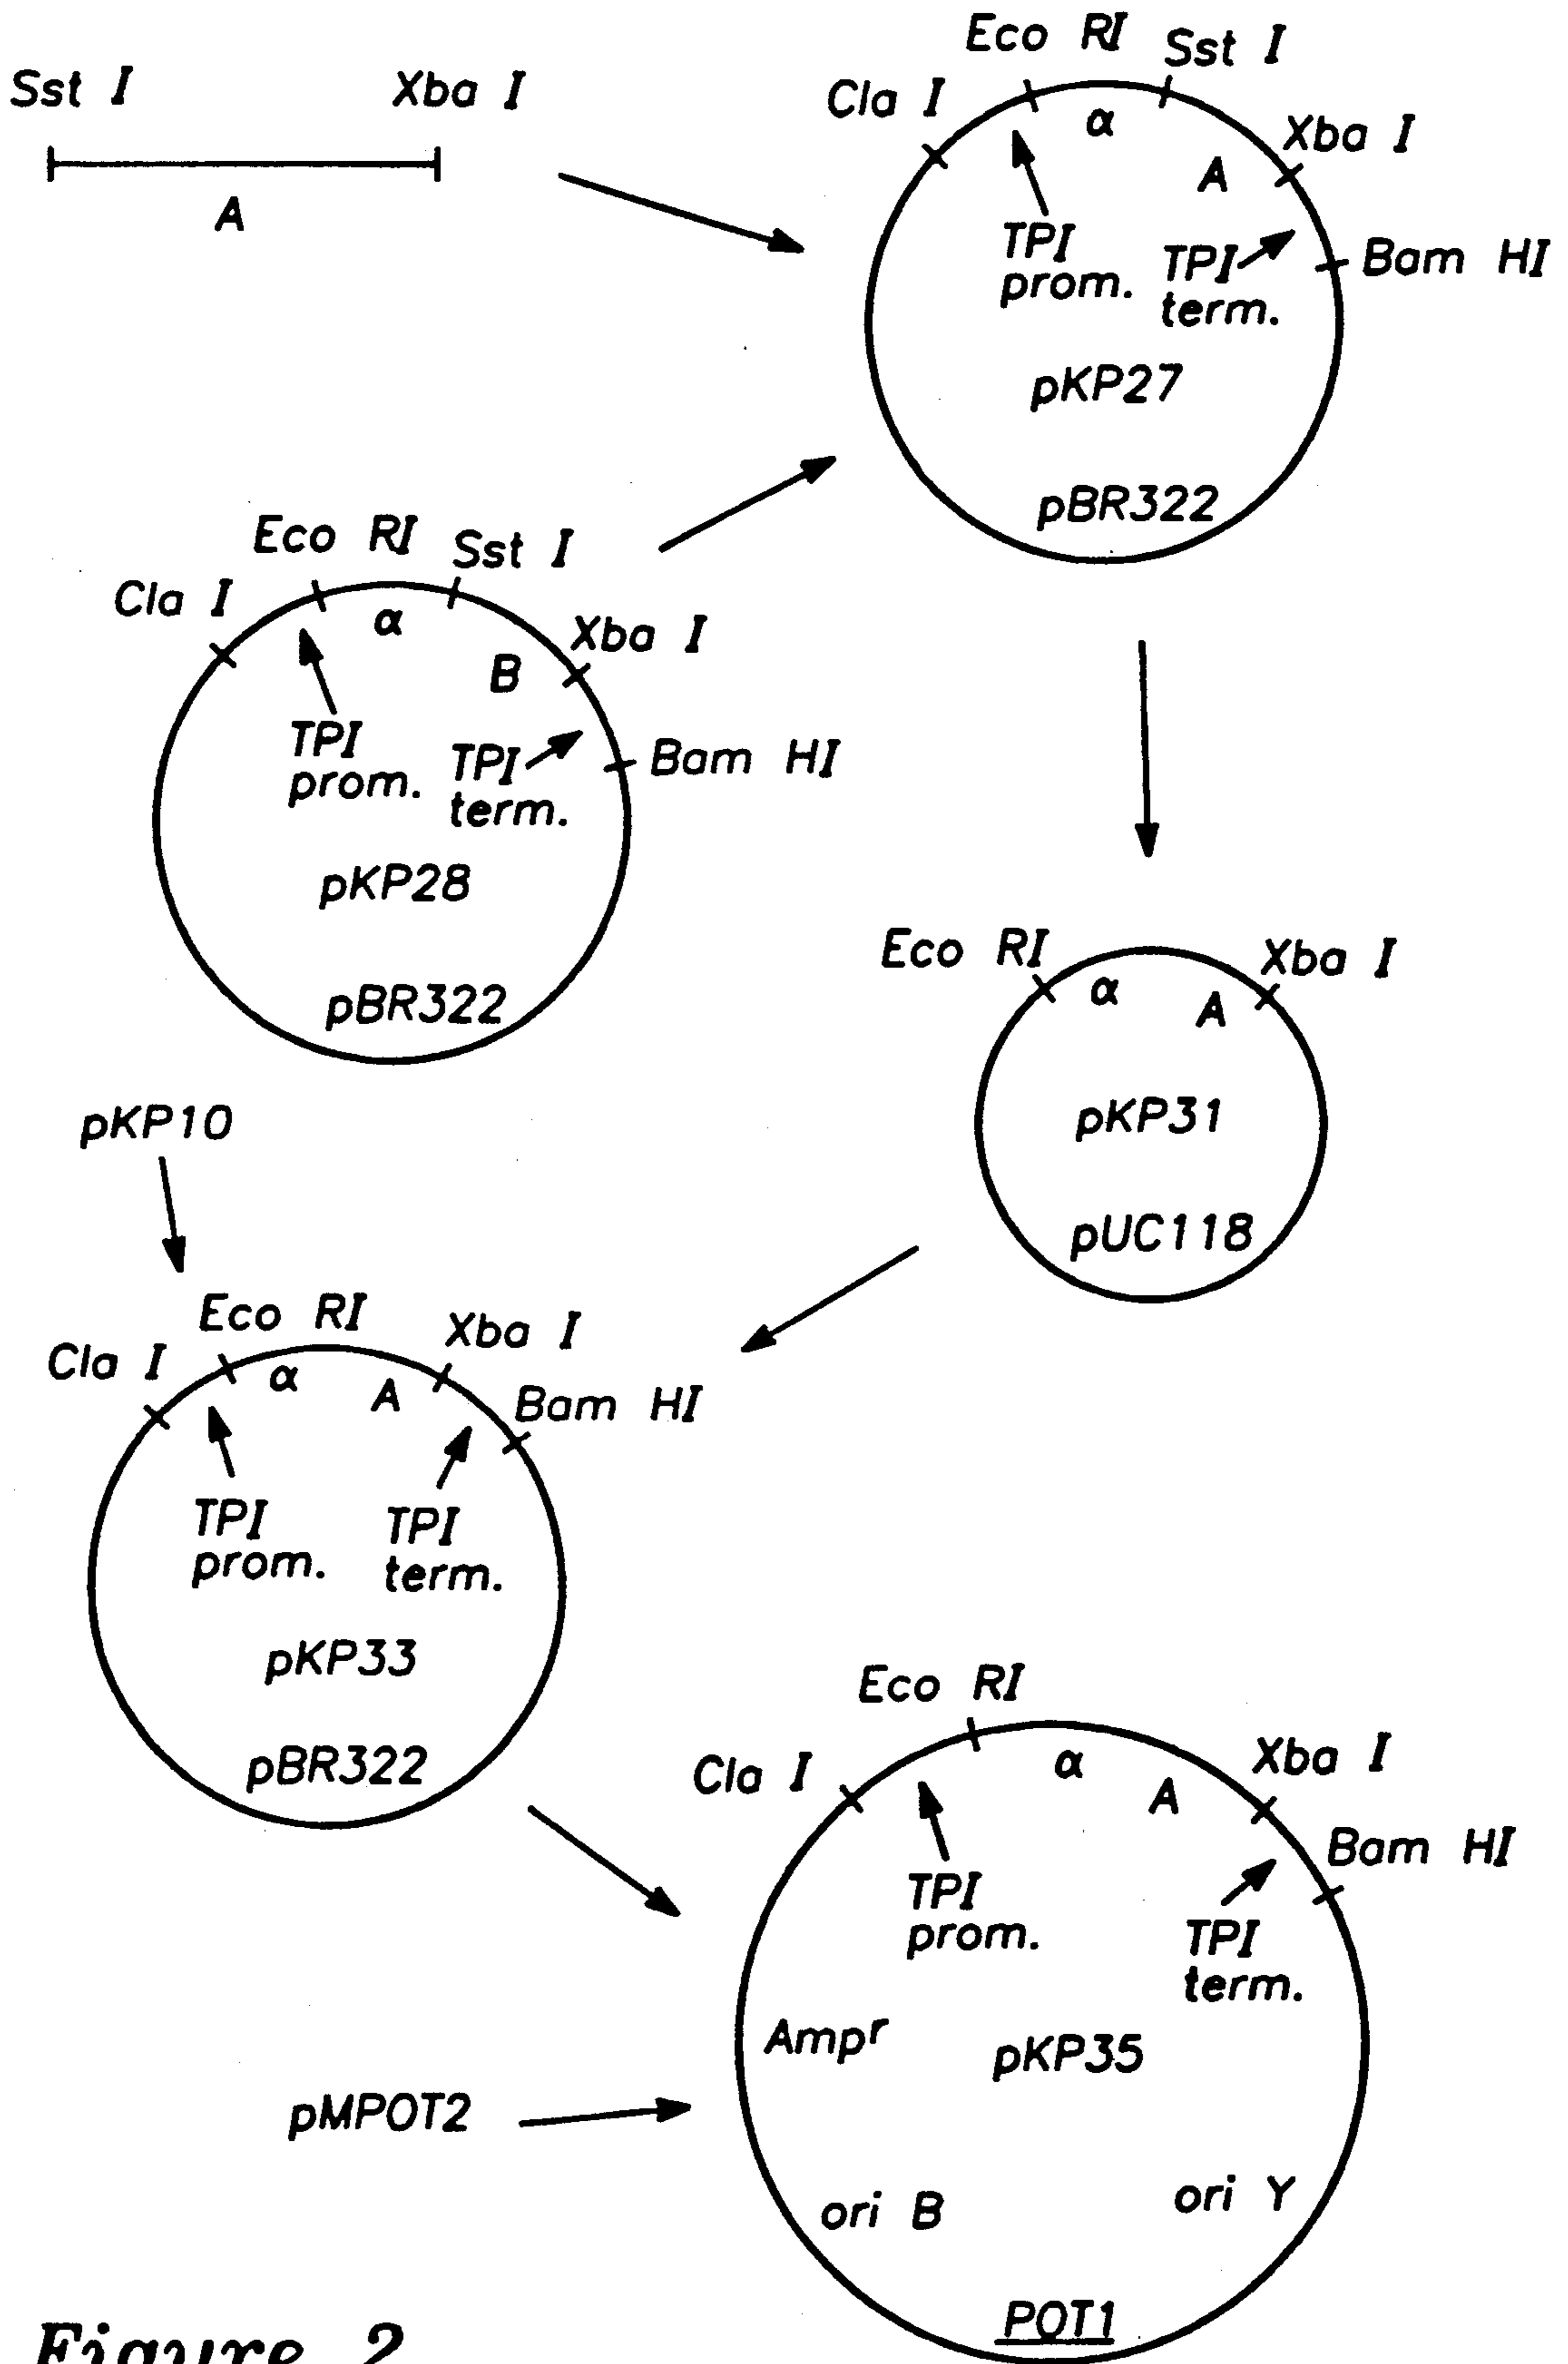 Sst I
Xba I
A
Eco RI
Sst I
Cla I
α
Xba I
A
TPI
prom.
TPI
term.
Bam HI
pKP27
pBR322
Eco RI
Sst I
Cla I
α
Xba I
B
TPI
prom.
TPI
term.
Bam HI
pKP28
pBR322
Eco RI
Xba I
α
A
pKP31
pUC118
pKP10
Eco RI
Xba I
Cla I
α
A
Bam HI
TPI
prom.
TPI
term.
pKP33
pBR322
Eco RI
Cla I
α
A
Xba I
Bam HI
TPI
prom.
TPI
term.
Ampr
pKP35
pMPOT2
ori B
ori Y
POT1
Figure 2